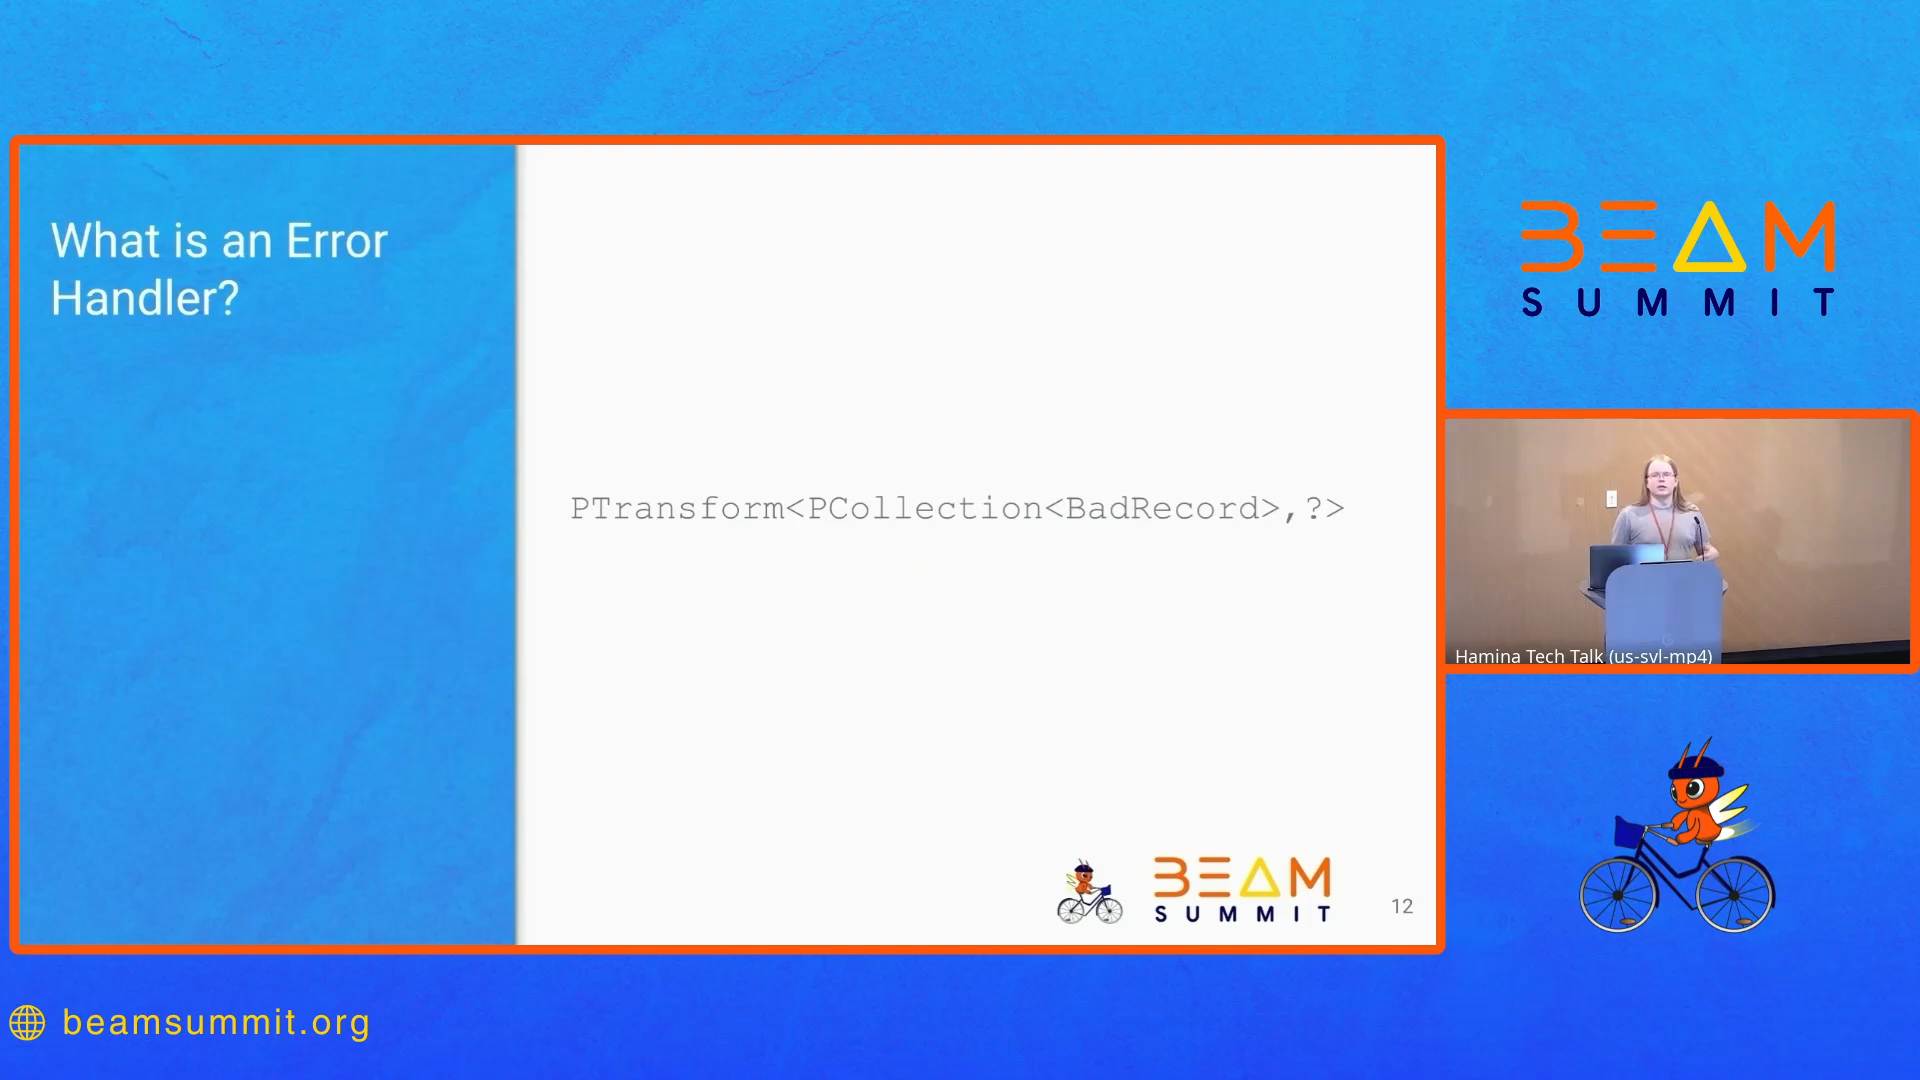 What is an Error
Handler?
PTransform<PCollection<BadRecord>,?>
BEAM
SUMMIT
12
BEAM
SUMMIT
Hamina Tech Talk (us-svl-mp4)
beamsummit.org